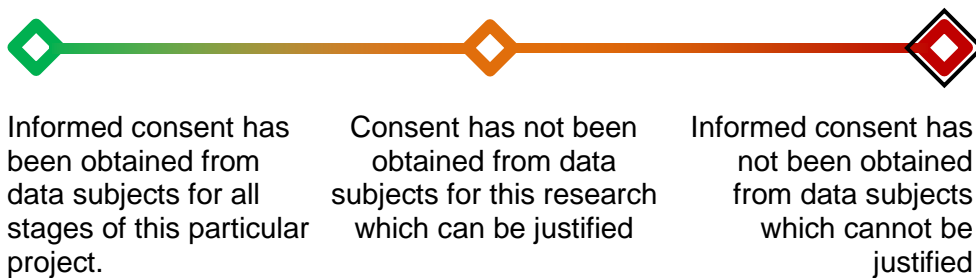 Informed consent has
been obtained from
data subjects for all
stages of this particular
project.
Consent has not been
obtained from data
subjects for this research
which can be justified
Informed consent has
not been obtained
from data subjects
which cannot be
justified